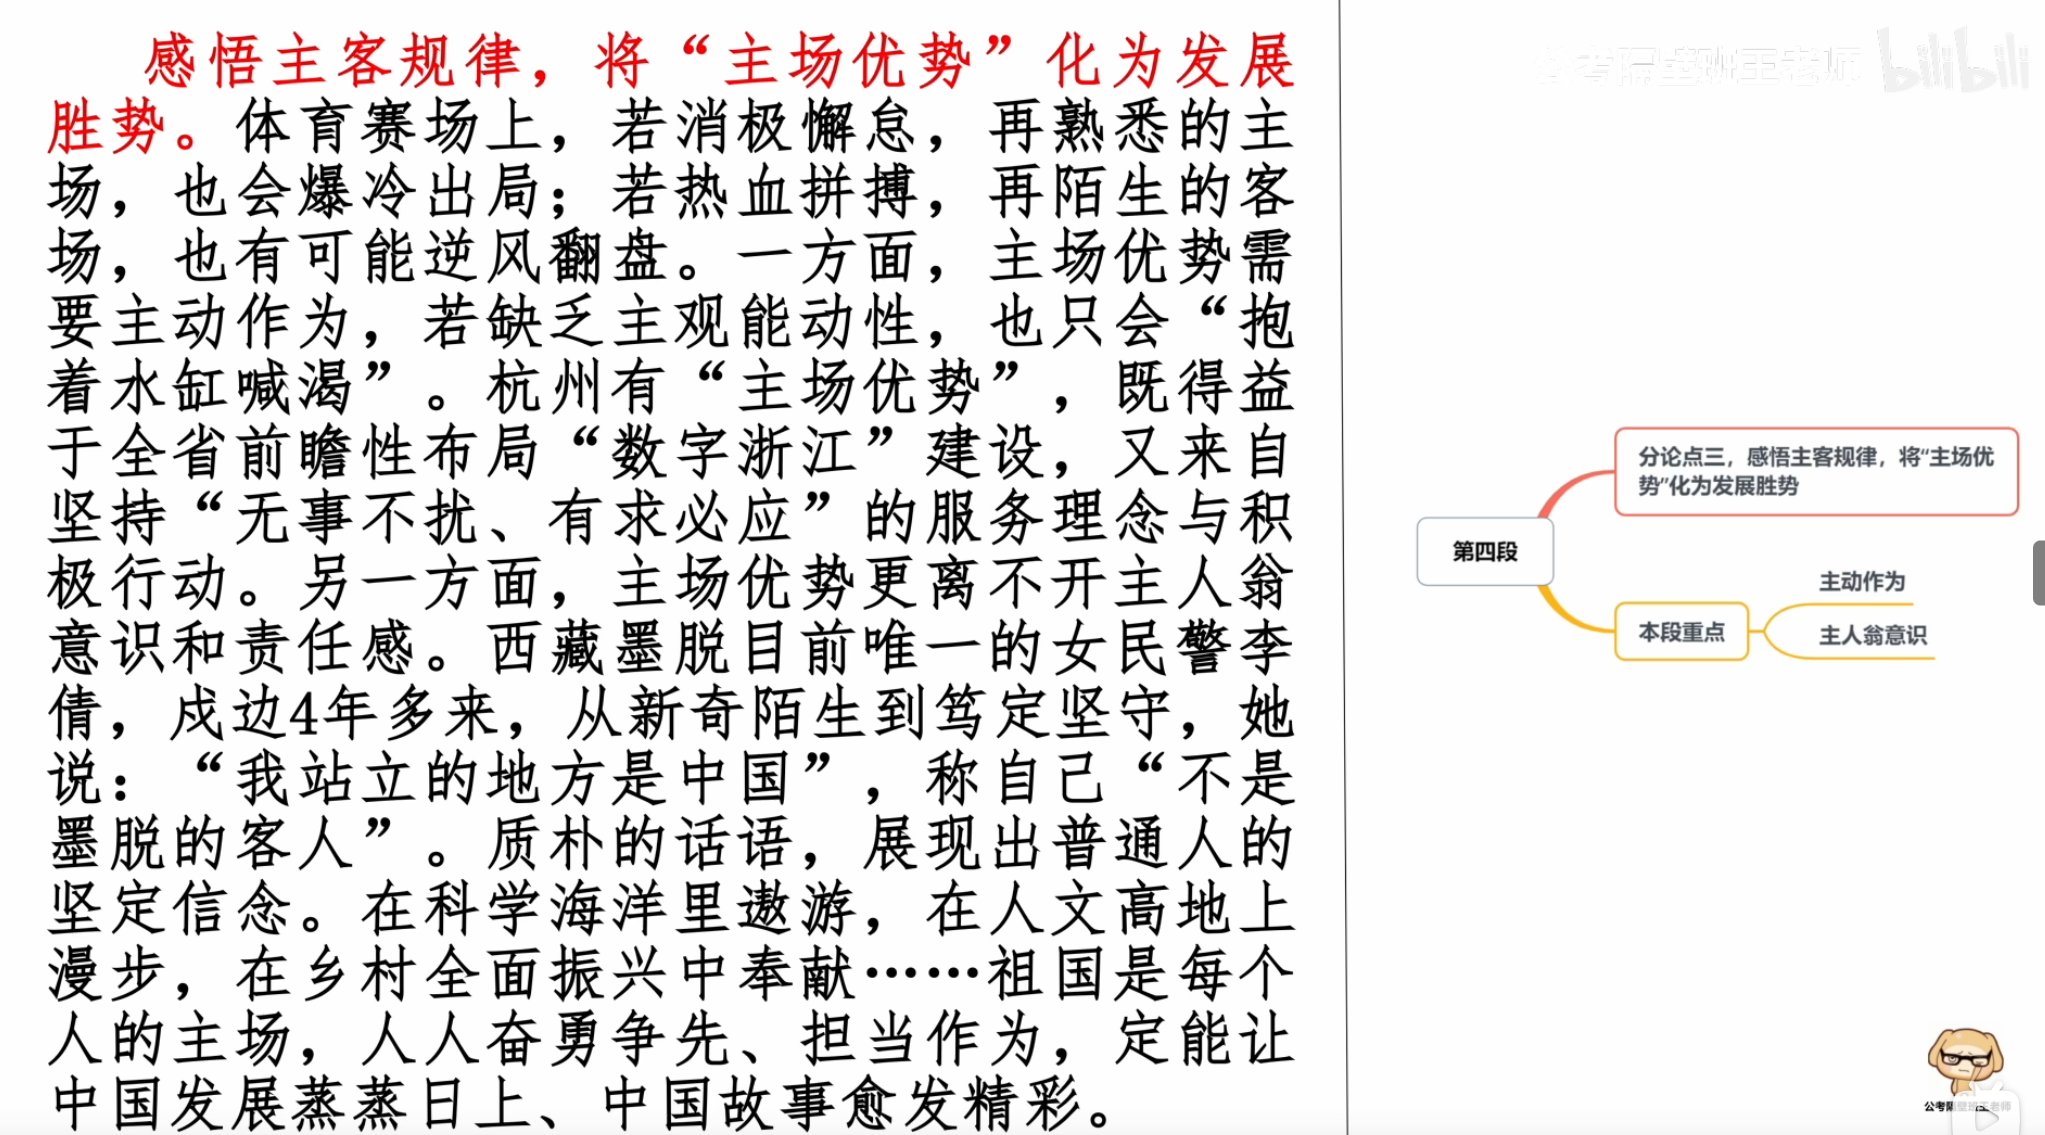 感悟主客规律，将“主场优势”化为发展
胜势。体育赛场上，若消极懈怠，再熟悉的主
场，也会爆冷出局；若热血拼搏，再陌生的客
场，也有可能逆风翻盘。一方面，主场优势需
要主动作为，若缺乏主观能动性，也只会“抱
着水缸喊渴”。杭州有“主场优势”，既得益
于全省前瞻性布局“数字浙江”建设，又来自
坚持“无事不扰、有求必应”的服务理念与积
极行动。另一方面，主场优势更离不开主人翁
意识和责任感。西藏墨脱目前唯一的女民警李
倩，戍边4年多来，从新奇陌生到笃定坚守，她
说：“我站立的地方是中国”，称自己“不是
墨脱的客人”。质朴的话语，展现出普通人的
坚定信念。在科学海洋里遨游，在人文高地上
漫步，在乡村全面振兴中奉献……祖国是每个
人的主场，人人奋勇争先、担当作为，定能让
中国发展蒸蒸日上、中国故事愈发精彩。
公考隔壁班王老师 bilibili
分论点三，感悟主客规律，将“主场优
势”化为发展胜势
第四段
主动作为
本段重点
主人翁意识
公考隔壁班王老师